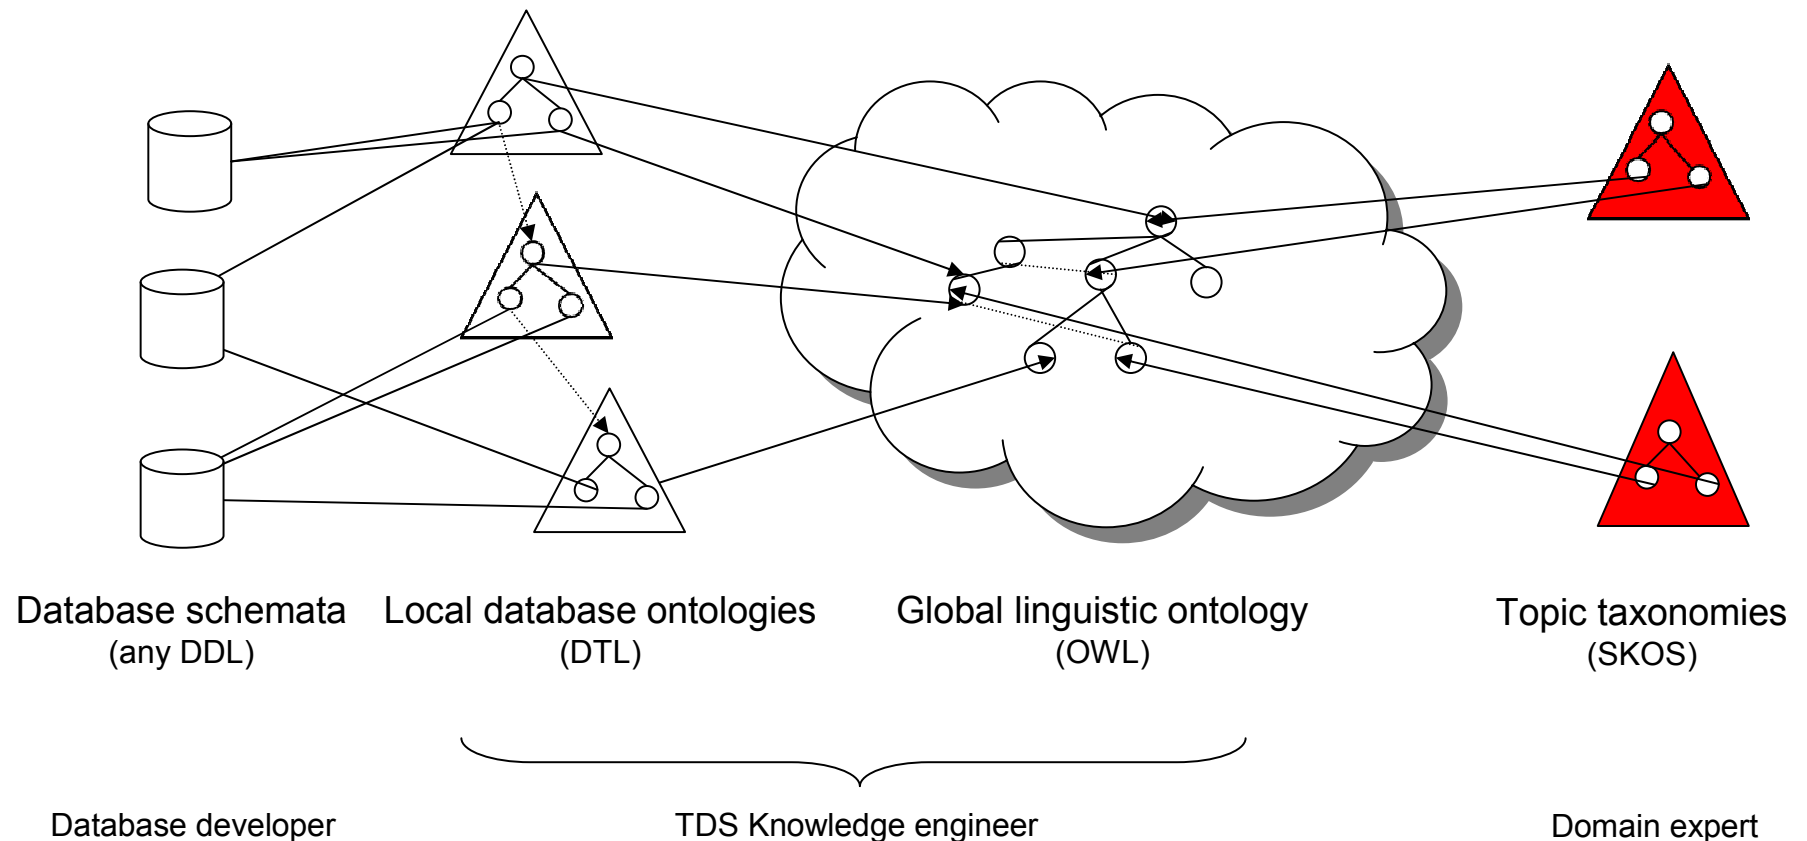 Database schemata
(any DDL)
Local database ontologies
(DTL)
Global linguistic ontology
(OWL)
Topic taxonomies
(SKOS)
Database developer
TDS Knowledge engineer
Domain expert